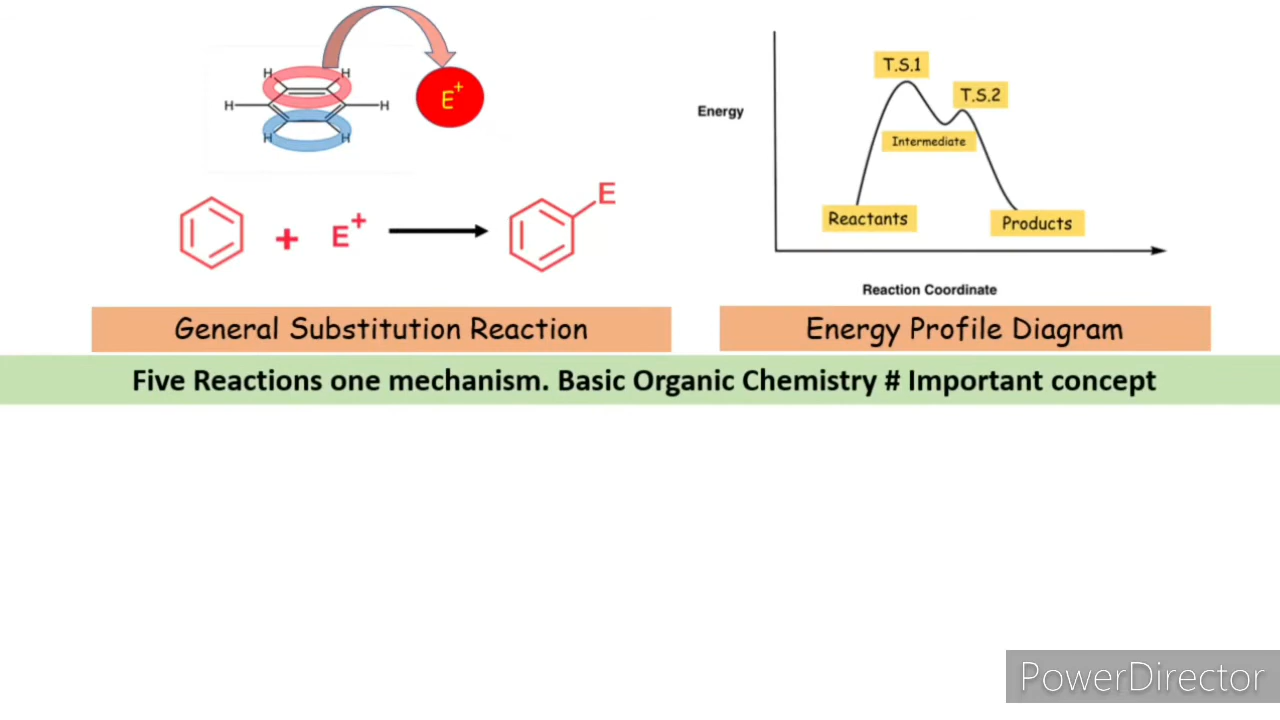 H H
E+
H H
H H
+ E+ E
General Substitution Reaction
Energy
T.S.1
T.S.2
Intermediate
Reactants
Products
Reaction Coordinate
Energy Profile Diagram
Five Reactions one mechanism. Basic Organic Chemistry # Important concept
PowerDirector